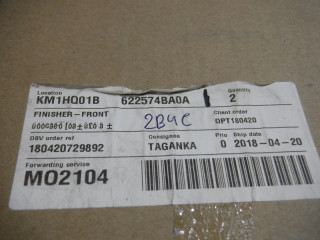 Location
KM1HQ01B 622574BA0A
Quantity
2
FINISHER-FRONT
2B4C
Client order
OPT180420
DBV order ref
180420729892
Consignee
TAGANKA
Prio Ship date
0 2018-04-20
Forwarding service
MO2104